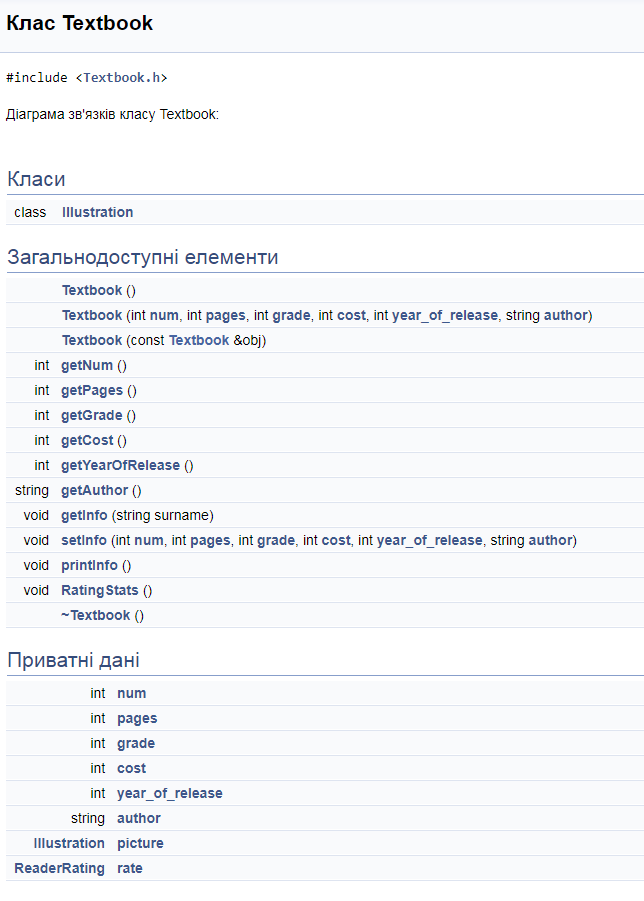 Клас Textbook
#include <Textbook.h>
Діаграма зв'язків класу Textbook:
Класи
class Illustration
Загальнодоступні елементи
Textbook ()
Textbook (int num, int pages, int grade, int cost, int year_of_release, string author)
Textbook (const Textbook &obj)
int getNum ()
int getPages ()
int getGrade ()
int getCost ()
int getYearOfRelease ()
string getAuthor ()
void getInfo (string surname)
void setInfo (int num, int pages, int grade, int cost, int year_of_release, string author)
void printInfo ()
void RatingStats ()
~Textbook ()
Приватні дані
int num
int pages
int grade
int cost
int year_of_release
string author
Illustration picture
ReaderRating rate